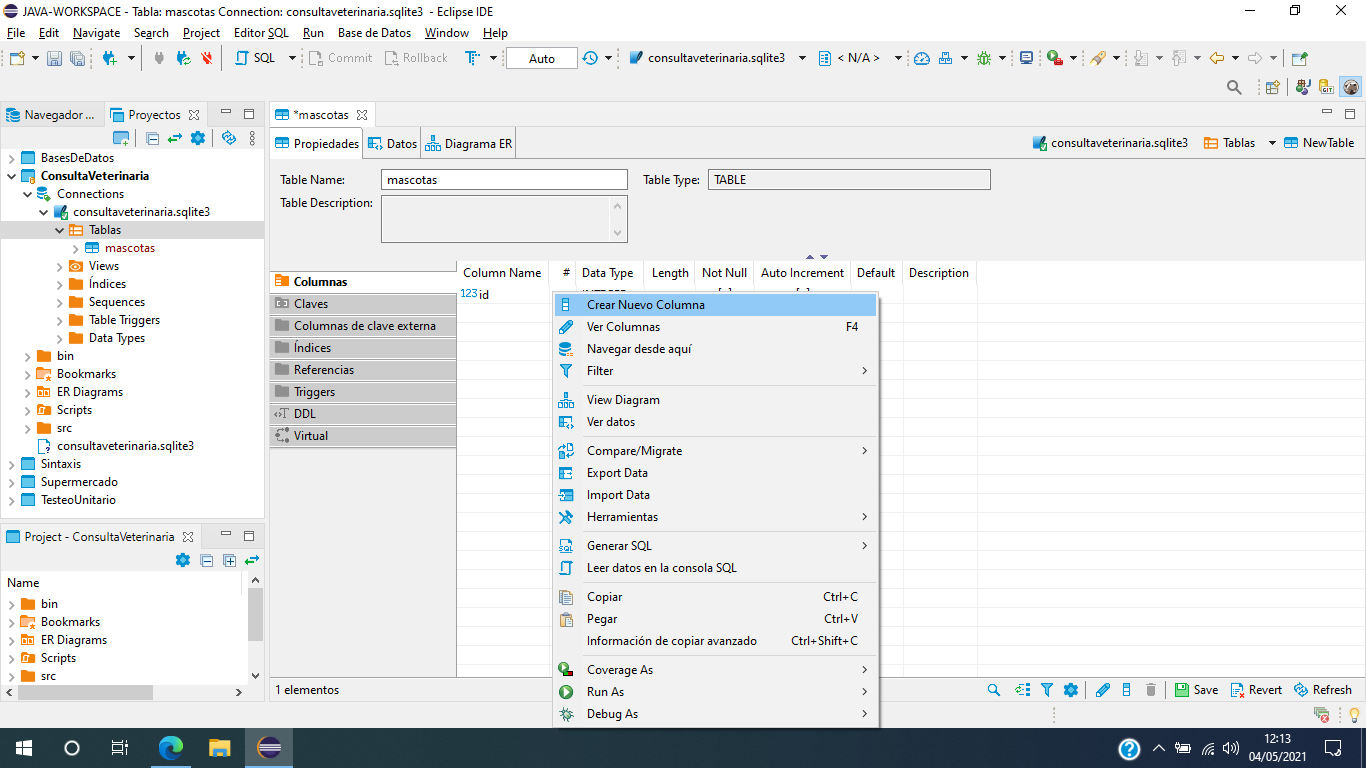 JAVA-WORKSPACE - Tabla: mascotas Connection: consultaveterinaria.sqlite3 - Eclipse IDE
File Edit Navigate Search Project Editor SQL Run Base de Datos Window Help
SQL Commit Rollback Auto consultaveterinaria.sqlite3 < N/A >
Navegador ... Proyectos
*mascotas
Propiedades Datos Diagrama ER consultaveterinaria.sqlite3 Tablas NewTable
BasesDeDatos
ConsultaVeterinaria
Connections
consultaveterinaria.sqlite3
Tablas
mascotas
Views
Índices
Sequences
Table Triggers
Data Types
bin
Bookmarks
ER Diagrams
Scripts
src
consultaveterinaria.sqlite3
Sintaxis
Supermercado
TesteoUnitario
Project - ConsultaVeterinaria
Name
bin
Bookmarks
ER Diagrams
Scripts
src
Table Name: mascotas Table Type: TABLE
Table Description:
Columnas
Claves
Columnas de clave externa
Índices
Referencias
Triggers
DDL
Virtual
Column Name # Data Type Length Not Null Auto Increment Default Description
123 id
Crear Nuevo Columna
Ver Columnas F4
Navegar desde aquí
Filter
View Diagram
Ver datos
Compare/Migrate
Export Data
Import Data
Herramientas
Generar SQL
Leer datos en la consola SQL
Copiar Ctrl+C
Pegar Ctrl+V
Información de copiar avanzado Ctrl+Shift+C
Coverage As
Run As
Debug As
1 elementos
Save Revert Refresh
12:13
04/05/2021